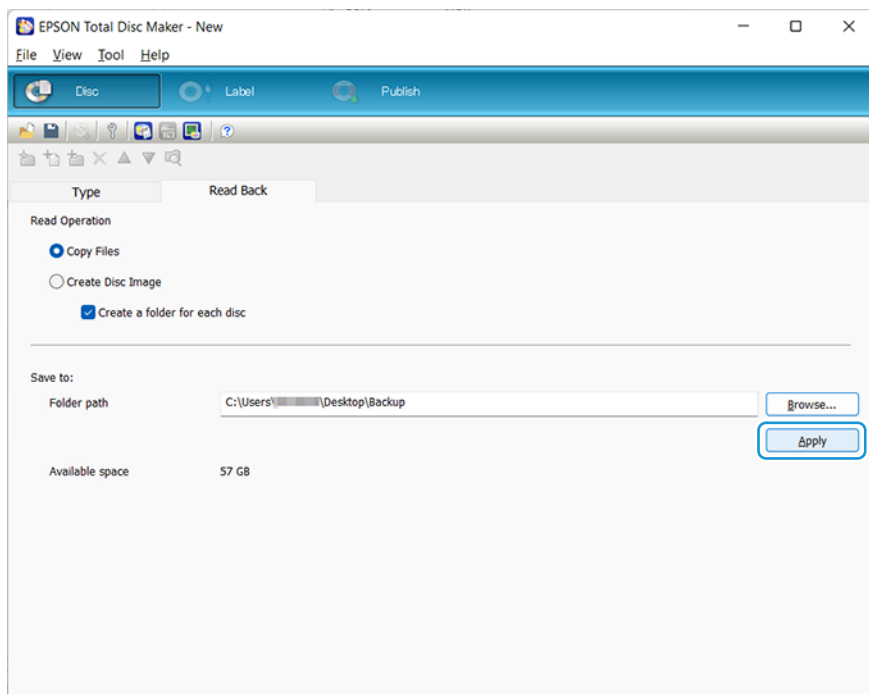 EPSON Total Disc Maker - New
File View Tool Help
Disc Label Publish
Type Read Back
Read Operation
Copy Files
Create Disc Image
Create a folder for each disc
Save to:
Folder path C:\Users\ \Desktop\Backup Browse...
Apply
Available space 57 GB